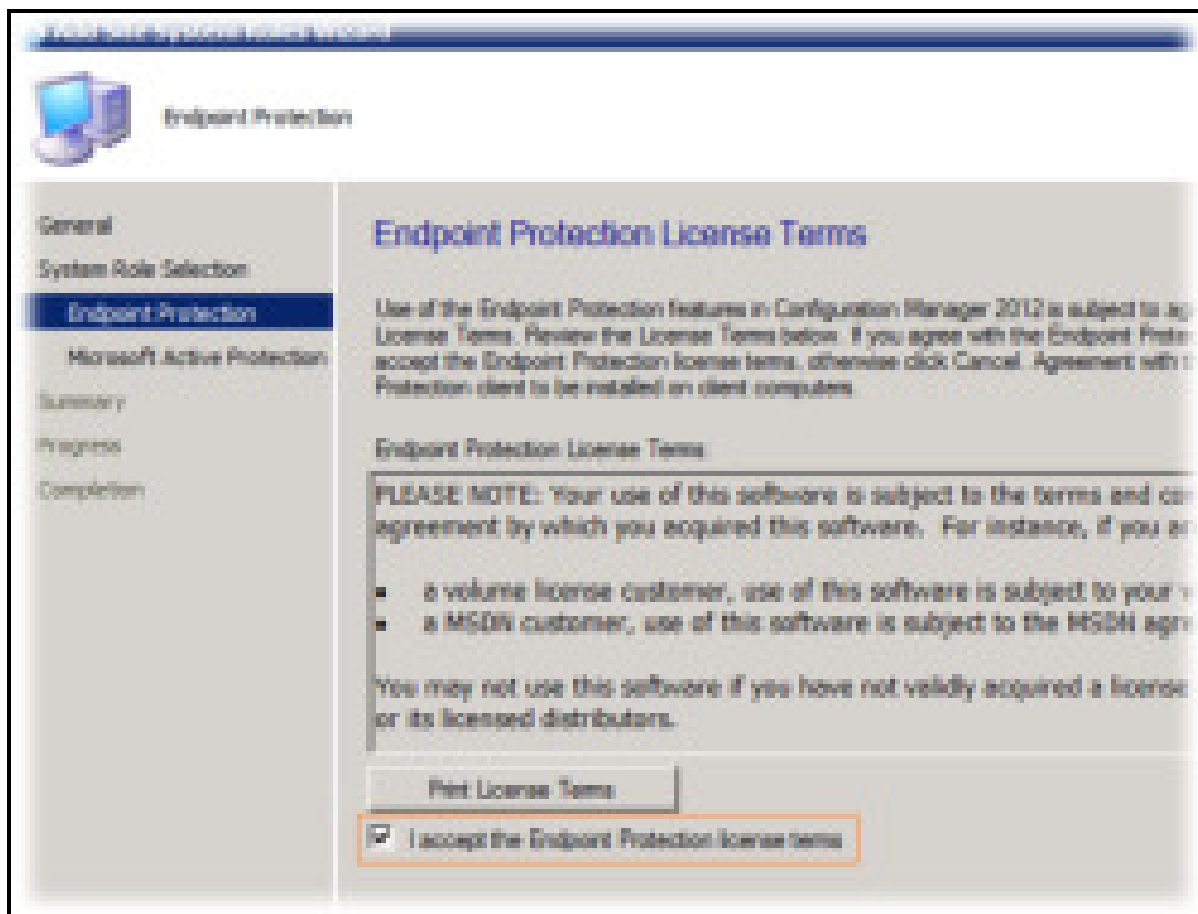 Endpoint Protection
General
System Role Selection
Endpoint Protection
Microsoft Active Protection
Summary
Progress
Completion
Endpoint Protection License Terms
Use of the Endpoint Protection features in Configuration Manager 2012 is subject to
License Terms. Review the License Terms below. If you agree with the Endpoint
accept the Endpoint Protection license terms, otherwise click Cancel. Agreement with
Protection client to be installed on client computers.
Endpoint Protection License Terms
PLEASE NOTE: Your use of this software is subject to the terms and
agreement by which you acquired this software. For instance, if you
• a volume license customer, use of this software is subject to your
• a MSDN customer, use of this software is subject to the MSDN
You may not use this software if you have not validly acquired a license
or its licensed distributors.
Print License Terms
I accept the Endpoint Protection license terms